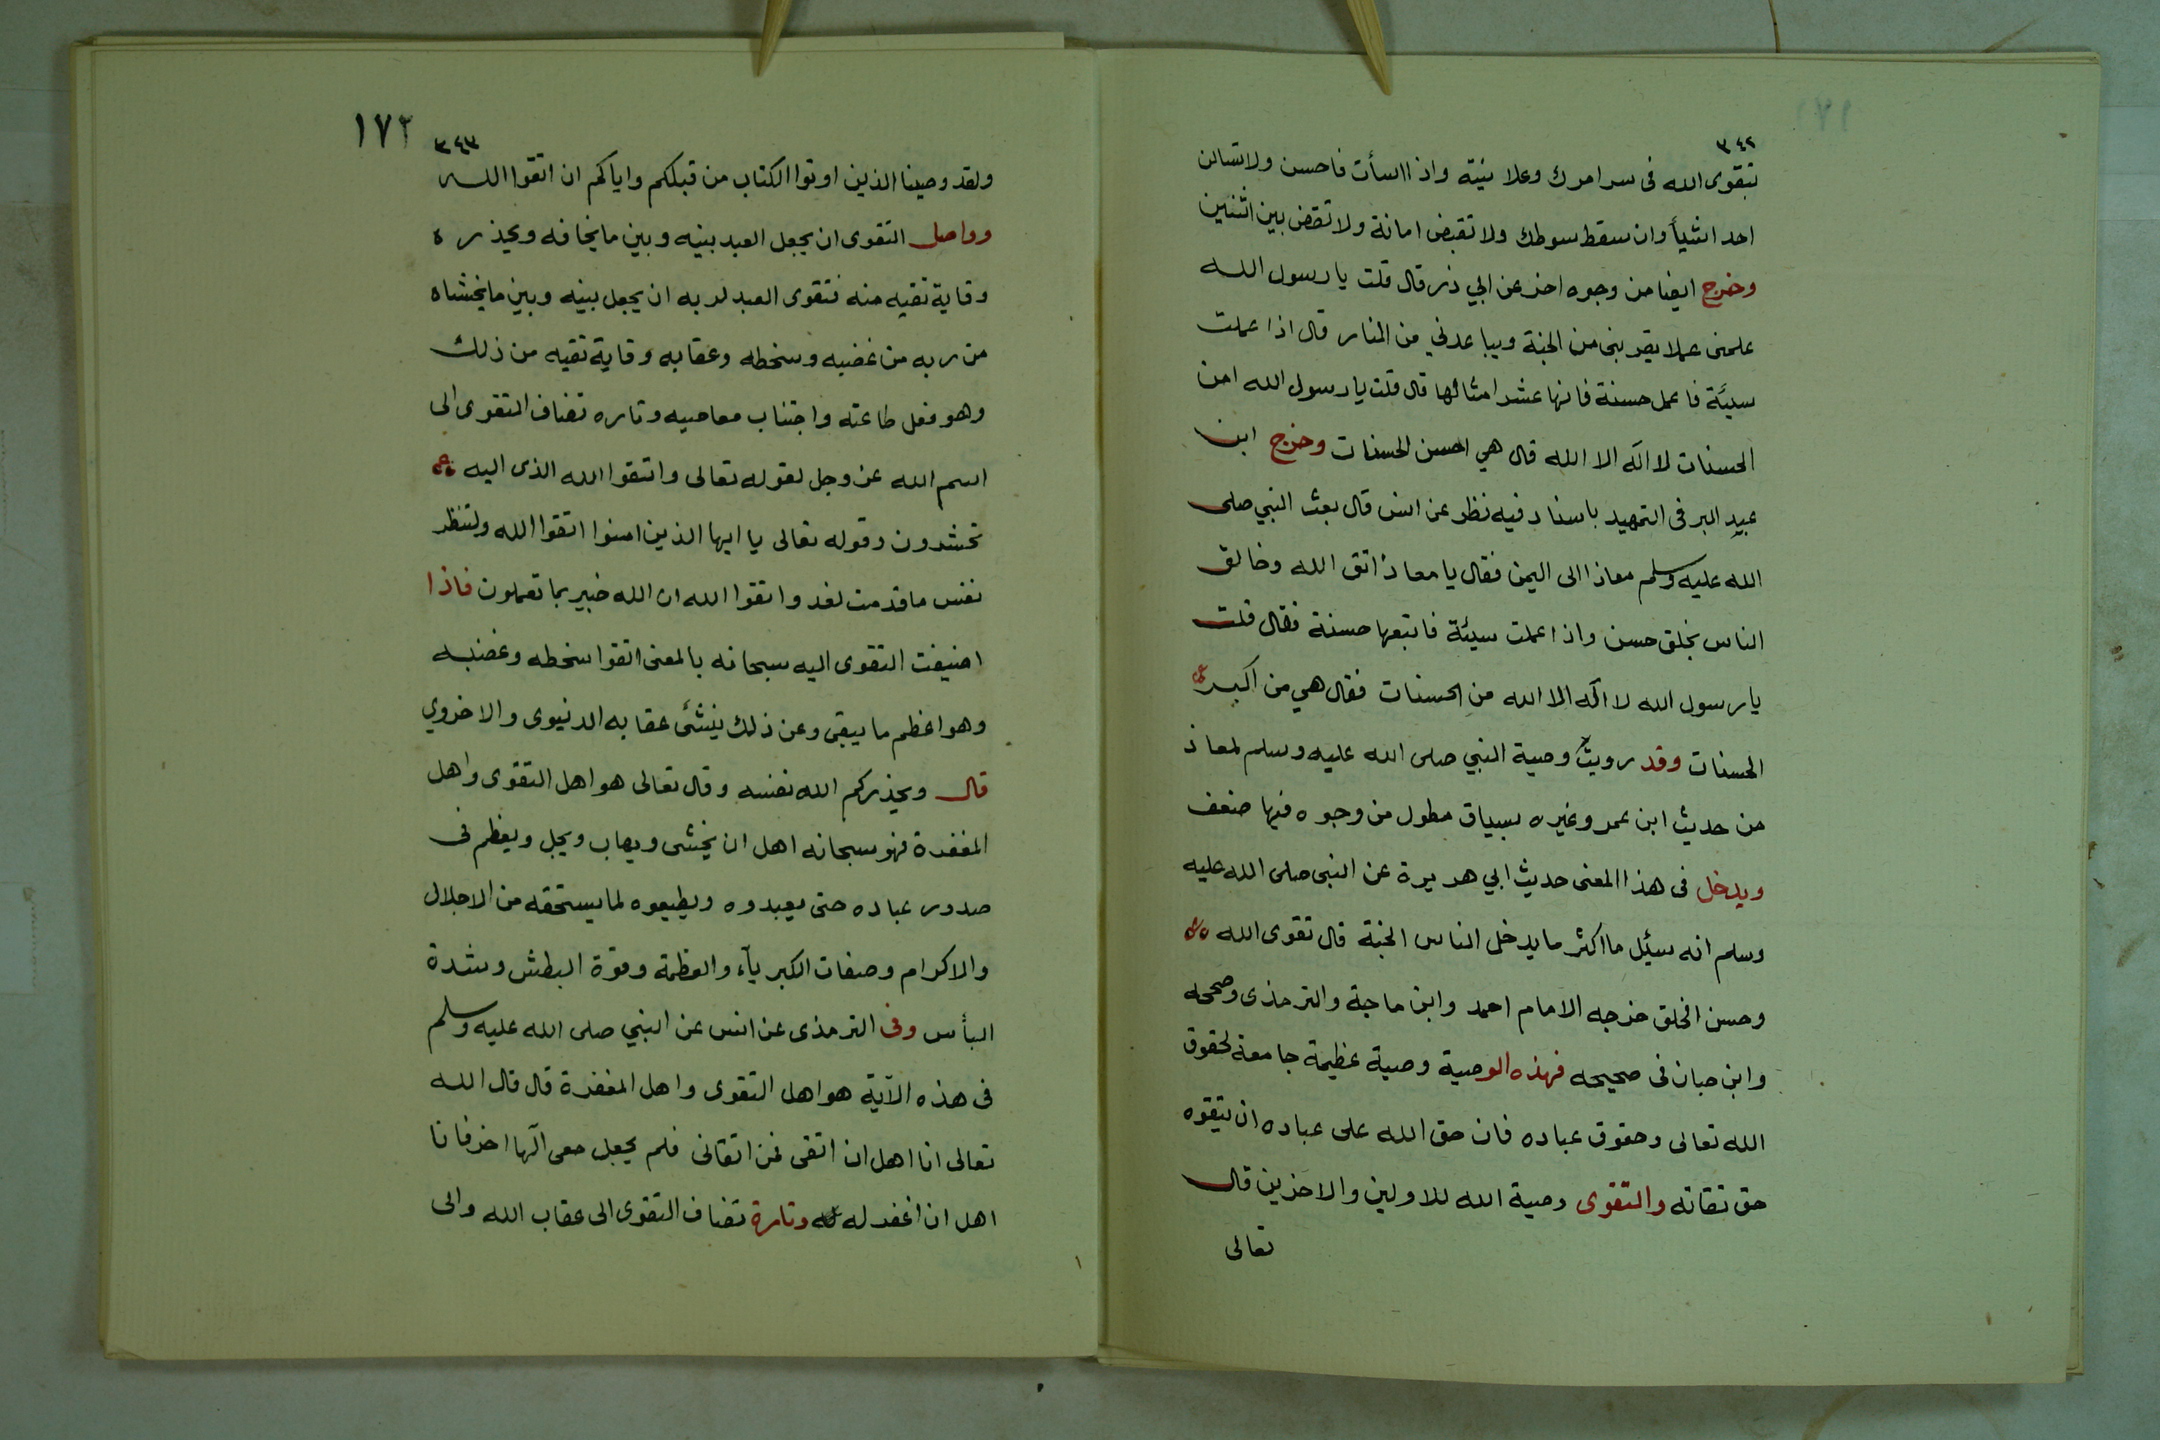 ٣٤٢
بتقوى الله فى سر امرك وعلانيته واذا اسأت فاحسن ولا تسالن
احدا شيأ وان سقط سوطك ولا تقبض امانة ولا تقض بين اثنين
وخرج ايضا من وجوه اخر عن ابي ذر قال قلت يا رسول الله
علمنى عملا يقربنى من الجنة ويباعدني من النار قال اذا عملت
سيئة فاعمل حسنة فانها عشر امثالها قال قلت يا رسول الله امن
الحسنات لا اله الا الله قال هي احسن الحسنات وخرج ابن
عبد البر فى التمهيد باسناد فيه نظر عن انس قال بعث النبي صلى
الله عليه وسلم معاذا الى اليمن فقال يا معاذ اتق الله وخالق
الناس بخلق حسن واذا عملت سيئة فاتبعها حسنة فقال قلت
يا رسول الله لا اله الا الله من الحسنات فقال هي من اكبر
الحسنات وقد رويت وصية النبي صلى الله عليه وسلم لمعاذ
من حديث ابن عمر وغيره بسياق مطول من وجوه فيها ضعف
ويدخل فى هذا المعنى حديث ابي هريرة عن النبى صلى الله عليه
وسلم انه سئل ما اكثر ما يدخل الناس الجنة قال تقوى الله
وحسن الخلق خرجه الامام احمد وابن ماجة والترمذى وصححه
وابن حبان فى صحيحه فهذه الوصية وصية عظيمة جامعة لحقوق
الله تعالى وحقوق عباده فان حق الله على عباده ان يتقوه
حق تقاته والتقوى وصية الله للاولين والاخرين قال
تعالى
١٧٢
٣٤٣
ولقد وصينا الذين اوتوا الكتاب من قبلكم واياكم ان اتقوا الله
وواصل التقوى ان يجعل العبد بينه وبين ما يخافه ويحذره
وقاية تقيه منه فتقوى العبد لربه ان يجعل بينه وبين ما يخشاه
من ربه من غضبه وسخطه وعقابه وقاية تقيه من ذلك
وهو فعل طاعته واجتناب معاصيه وتاره تضاف التقوى الى
اسم الله عز وجل لقوله تعالى واتقوا الله الذى اليه
تحشرون وقوله تعالى يا ايها الذين امنوا اتقوا الله ولتنظر
نفس ما قدمت لغد واتقوا الله ان الله خبير بما تعملون فاذا
اضيفت التقوى اليه سبحانه بالمعنى اتقوا سخطه وغضبه
وهو اعظم ما يتقى وعن ذلك ينشئ عقابه الدنيوى والاخروي
قال ويحذركم الله نفسه وقال تعالى هو اهل التقوى واهل
المغفرة فهو سبحانه اهل ان يخشى ويهاب ويجل ويعظم فى
صدور عباده حتى يعبدوه ويطيعوه لما يستحقه من الاجلال
والاكرام وصفات الكبرياء والعظمة وقوة البطش وشدة
البأس وفى الترمذى عن انس عن النبي صلى الله عليه وسلم
فى هذه الآية هو اهل التقوى واهل المغفرة قال قال الله
تعالى انا اهل ان اتقى فمن اتقانى فلم يجعل معى الها اخر فانا
اهل ان اغفر له وتارة تضاف التقوى الى عقاب الله والى